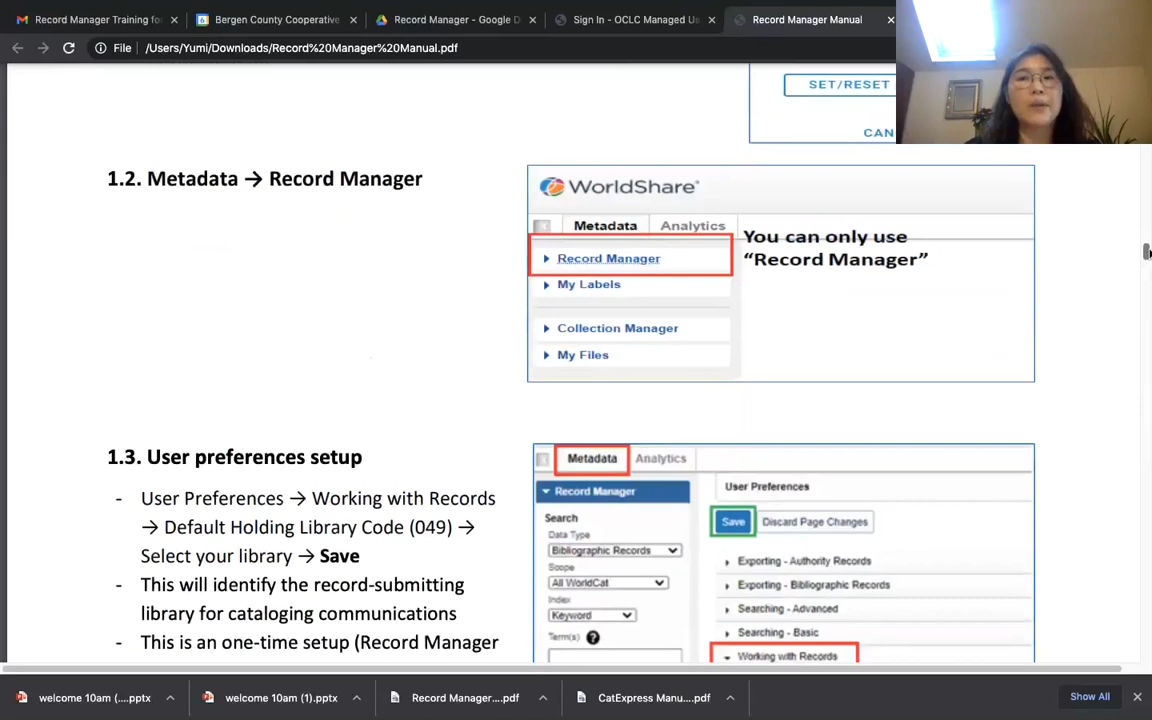 Record Manager Training fo
Bergen County Cooperative
Record Manager - Google D
Sign In - OCLC Managed Us
Record Manager Manual
File
/Users/Yumi/Downloads/Record%20Manager%20Manual.pdf
SET/RESET
CAN
1.2. Metadata → Record Manager
WorldShare®
Metadata
Analytics
You can only use
“Record Manager”
Record Manager
My Labels
Collection Manager
My Files
1.3. User preferences setup
- User Preferences → Working with Records
→ Default Holding Library Code (049) →
Select your library → Save
- This will identify the record-submitting
library for cataloging communications
- This is an one-time setup (Record Manager
Metadata
Analytics
Record Manager
Search
Data Type
Bibliographic Records
Scope
All WorldCat
Index
Keyword
Term(s) ?
User Preferences
Save
Discard Page Changes
Exporting - Authority Records
Exporting - Bibliographic Records
Searching - Advanced
Searching - Basic
Working with Records
welcome 10am (....pptx
welcome 10am (1).pptx
Record Manager....pdf
CatExpress Manu....pdf
Show All